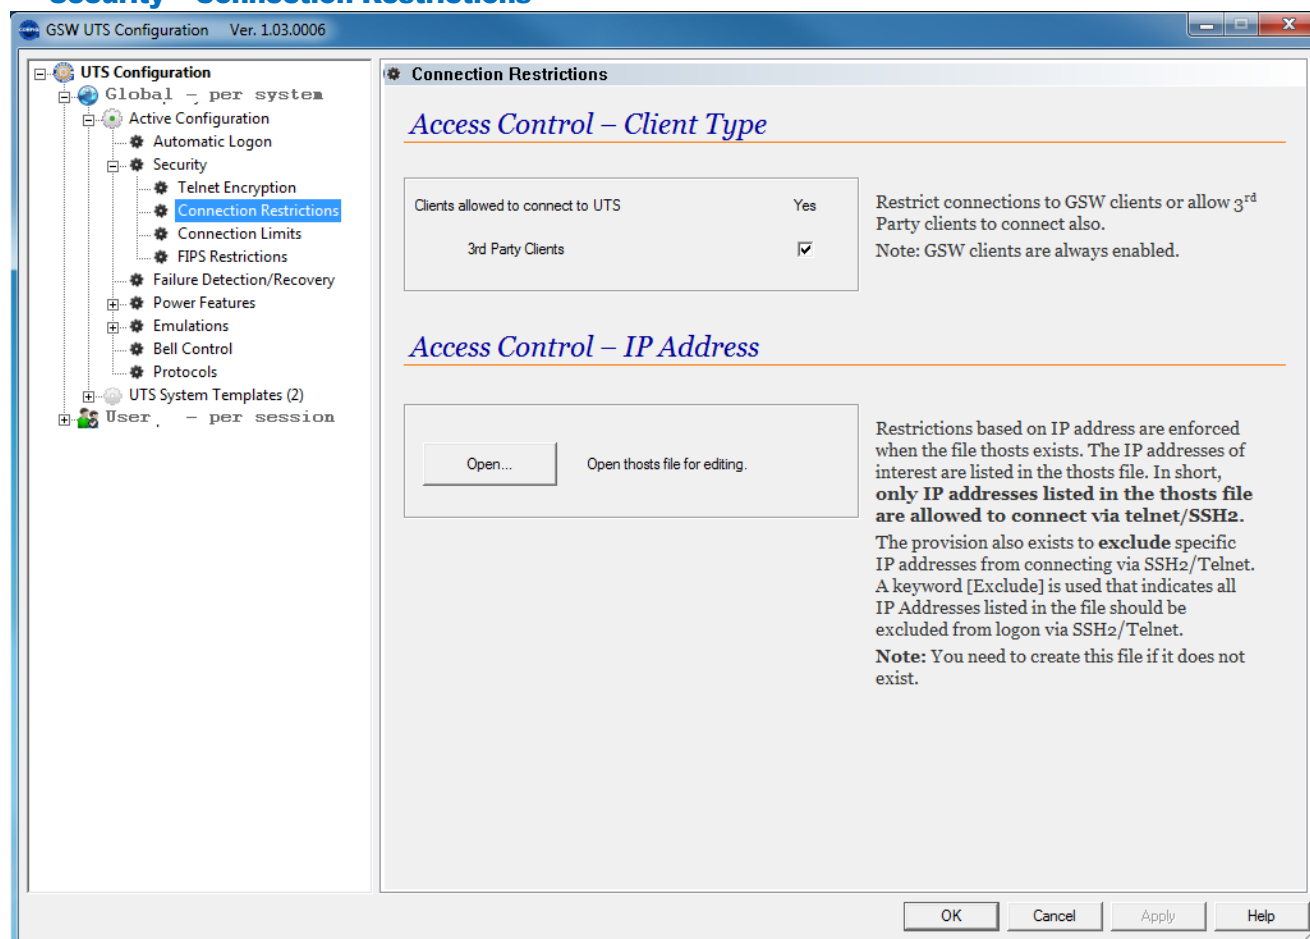 Security – Connection Restrictions
GSW UTS Configuration Ver. 1.03.0006
UTS Configuration
Global - per system
Active Configuration
Automatic Logon
Security
Telnet Encryption
Connection Restrictions
Connection Limits
FIPS Restrictions
Failure Detection/Recovery
Power Features
Emulations
Bell Control
Protocols
UTS System Templates (2)
User - per session
Connection Restrictions
Access Control – Client Type
Clients allowed to connect to UTS Yes
3rd Party Clients
Restrict connections to GSW clients or allow 3rd
Party clients to connect also.
Note: GSW clients are always enabled.
Access Control – IP Address
Open... Open thosts file for editing.
Restrictions based on IP address are enforced
when the file thosts exists. The IP addresses of
interest are listed in the thosts file. In short,
only IP addresses listed in the thosts file
are allowed to connect via telnet/SSH2.
The provision also exists to exclude specific
IP addresses from connecting via SSH2/Telnet.
A keyword [Exclude] is used that indicates all
IP Addresses listed in the file should be
excluded from logon via SSH2/Telnet.
Note: You need to create this file if it does not
exist.
OK Cancel Apply Help